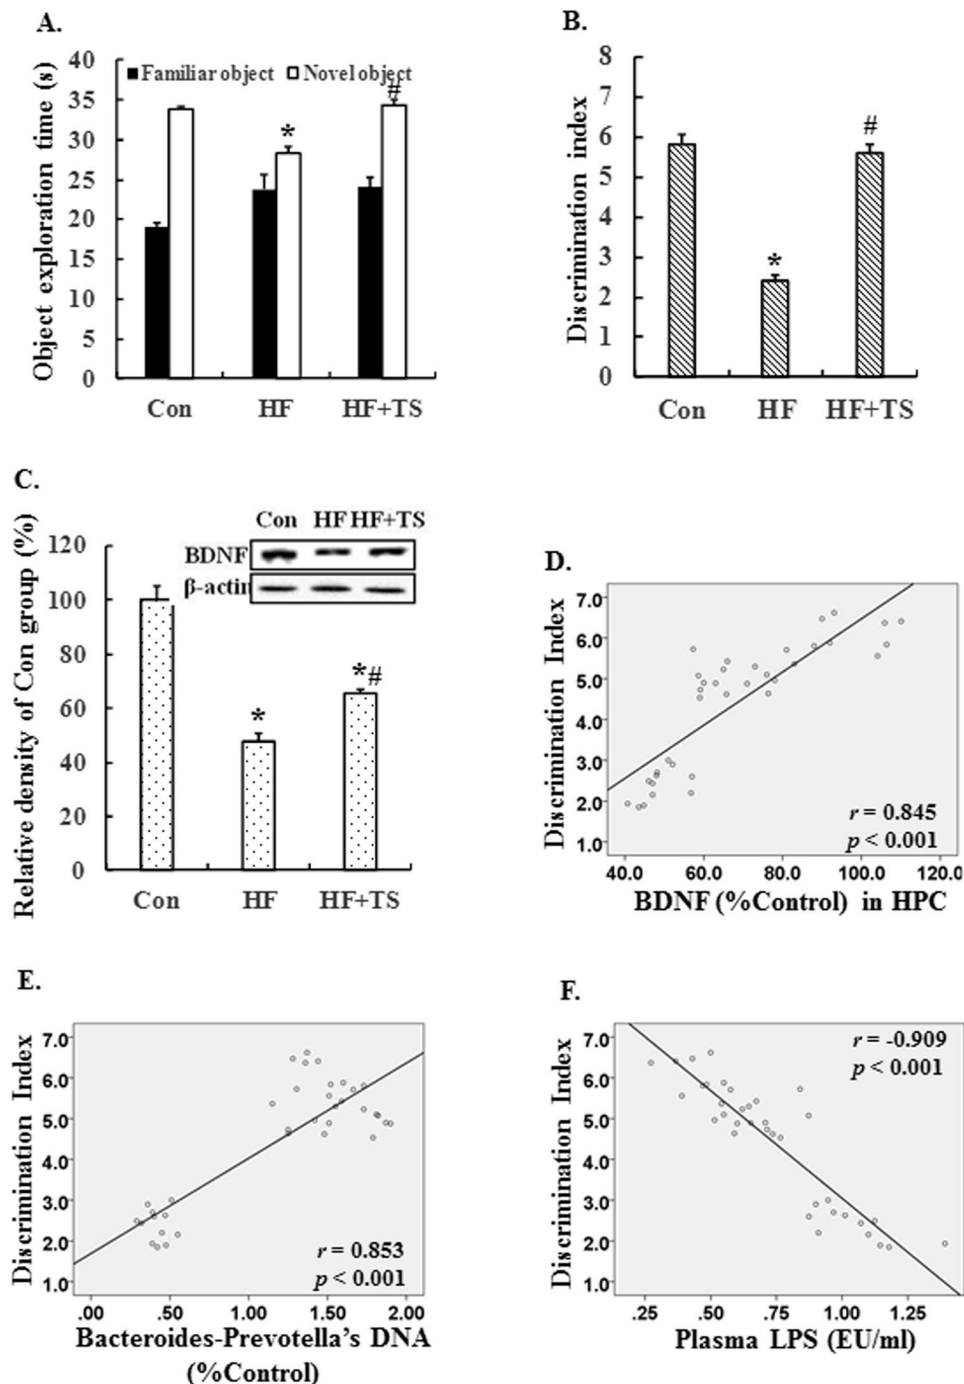 A.
Object exploration time (s)
40
35
30
25
20
15
10
5
0
Familiar object
Novel object
*
#
Con
HF
HF+TS
B.
Discrimination index
8
7
6
5
4
3
2
1
0
*
#
Con
HF
HF+TS
C.
Relative density of Con group (%)
120
100
80
60
40
20
0
Con HF HF+TS
BDNF
β-actin
*
*#
Con
HF
HF+TS
D.
Discrimination Index
7.0
6.0
5.0
4.0
3.0
2.0
1.0
r = 0.845
p < 0.001
40.0 60.0 80.0 100.0 120.0
BDNF (%Control) in HPC
E.
Discrimination Index
7.0
6.0
5.0
4.0
3.0
2.0
1.0
r = 0.853
p < 0.001
.00 .50 1.00 1.50 2.00
Bacteroides-Prevotella's DNA
(%Control)
F.
Discrimination Index
7.0
6.0
5.0
4.0
3.0
2.0
1.0
r = -0.909
p < 0.001
.25 .50 .75 1.00 1.25
Plasma LPS (EU/ml)